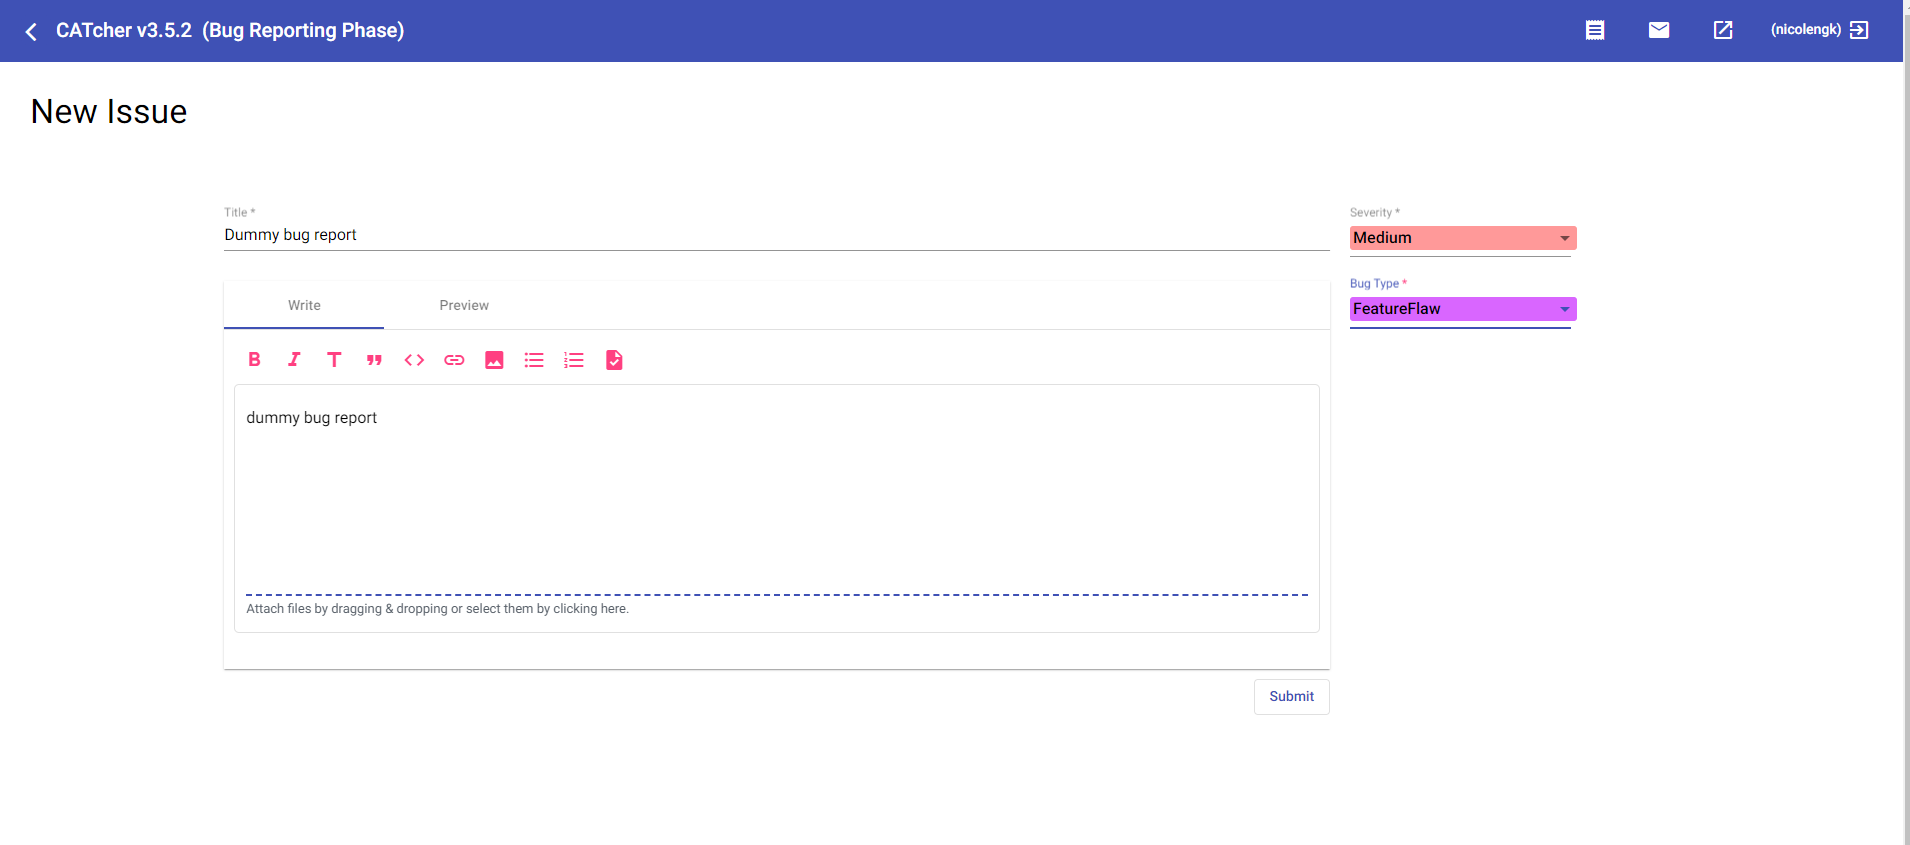 CATcher v3.5.2 (Bug Reporting Phase)
(nicolengk)
New Issue
Title *
Dummy bug report
Severity *
Medium
Bug Type *
FeatureFlaw
Write Preview
dummy bug report
Attach files by dragging & dropping or select them by clicking here.
Submit